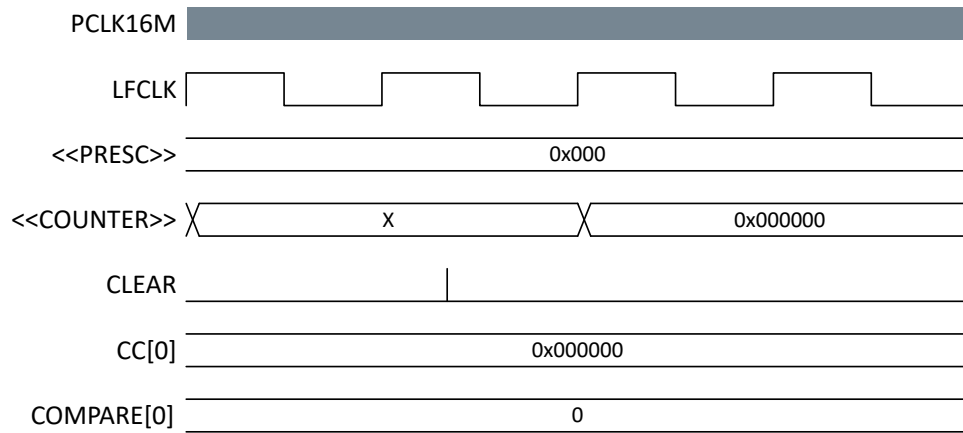 PCLK16M
LFCLK
<<PRESC>> 0x000
<<COUNTER>> X 0x000000
CLEAR
CC[0] 0x000000
COMPARE[0] 0